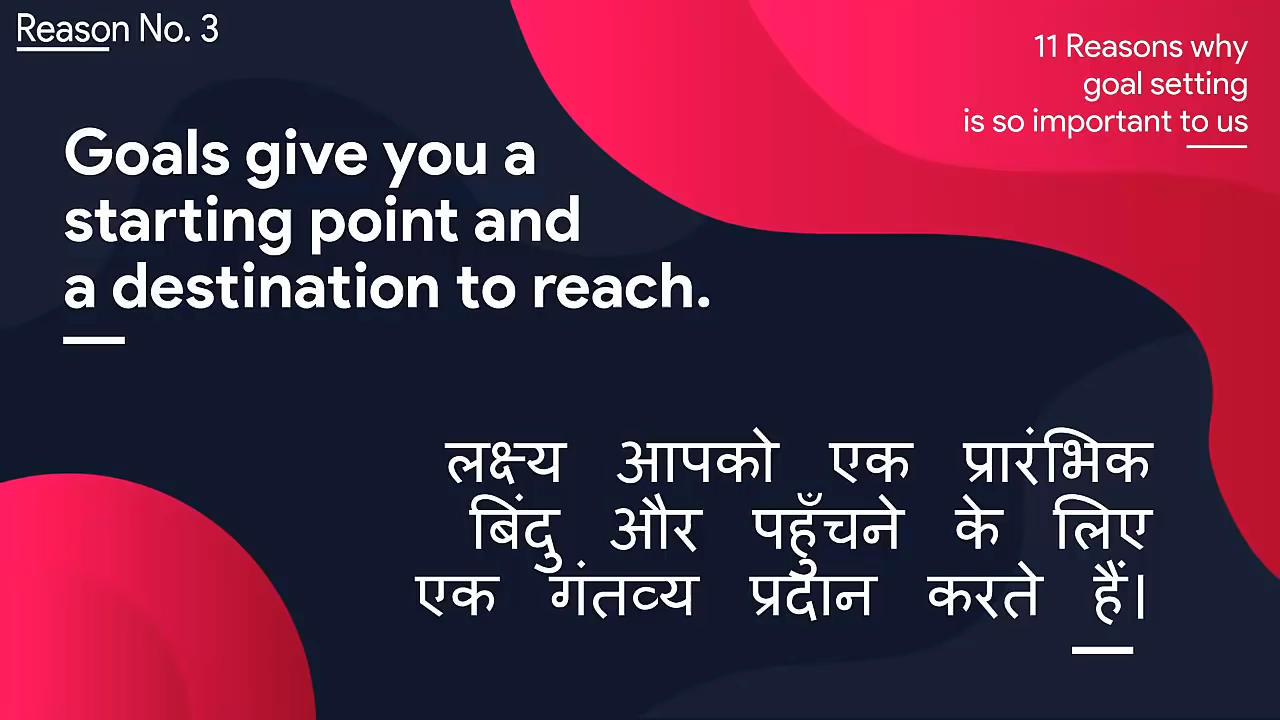 Reason No. 3
11 Reasons why
goal setting
is so important to us
Goals give you a
starting point and
a destination to reach.
लक्ष्य आपको एक प्रारंभिक
बिंदु और पहुँचने के लिए
एक गंतव्य प्रदान करते हैं।